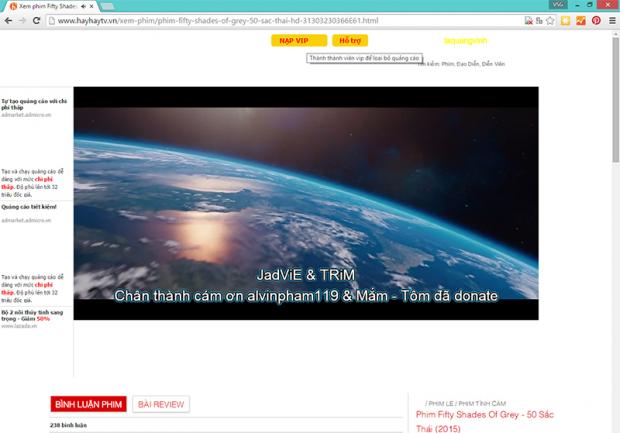 Xem phim Fifty Shades
VSG
www.hayhaytv.vn/xem-phim/phim-fifty-shades-of-grey-50-sac-thai-hd-31303230366E61.html
NẠP VIP
Hỗ trợ
Thành thành viên vip để loại bỏ quảng cáo
Tìm kiếm: Phim, Đạo Diễn, Diễn Viên
Tự tạo quảng cáo với chi
phí thấp
admarket.admicro.vn
Tạo và chạy quảng cáo dễ
dàng với mức chi phí
thấp. Độ phủ lên tới 32
triệu độc giả.
Quảng cáo tiết kiệm!
admarket.admicro.vn
Tạo và chạy quảng cáo dễ
dàng với mức chi phí
thấp. Độ phủ lên tới 32
triệu độc giả.
Bộ 2 nồi thủy tinh sang
trọng - Giảm 50%
www.lazada.vn
JadViE & TRiM
Chân thành cám ơn alvinpham119 & Mắm - Tôm đã donate
BÌNH LUẬN PHIM
BÀI REVIEW
238 bình luận
/ PHIM LẺ / PHIM TÌNH CẢM
Phim Fifty Shades Of Grey - 50 Sắc
Thái (2015)